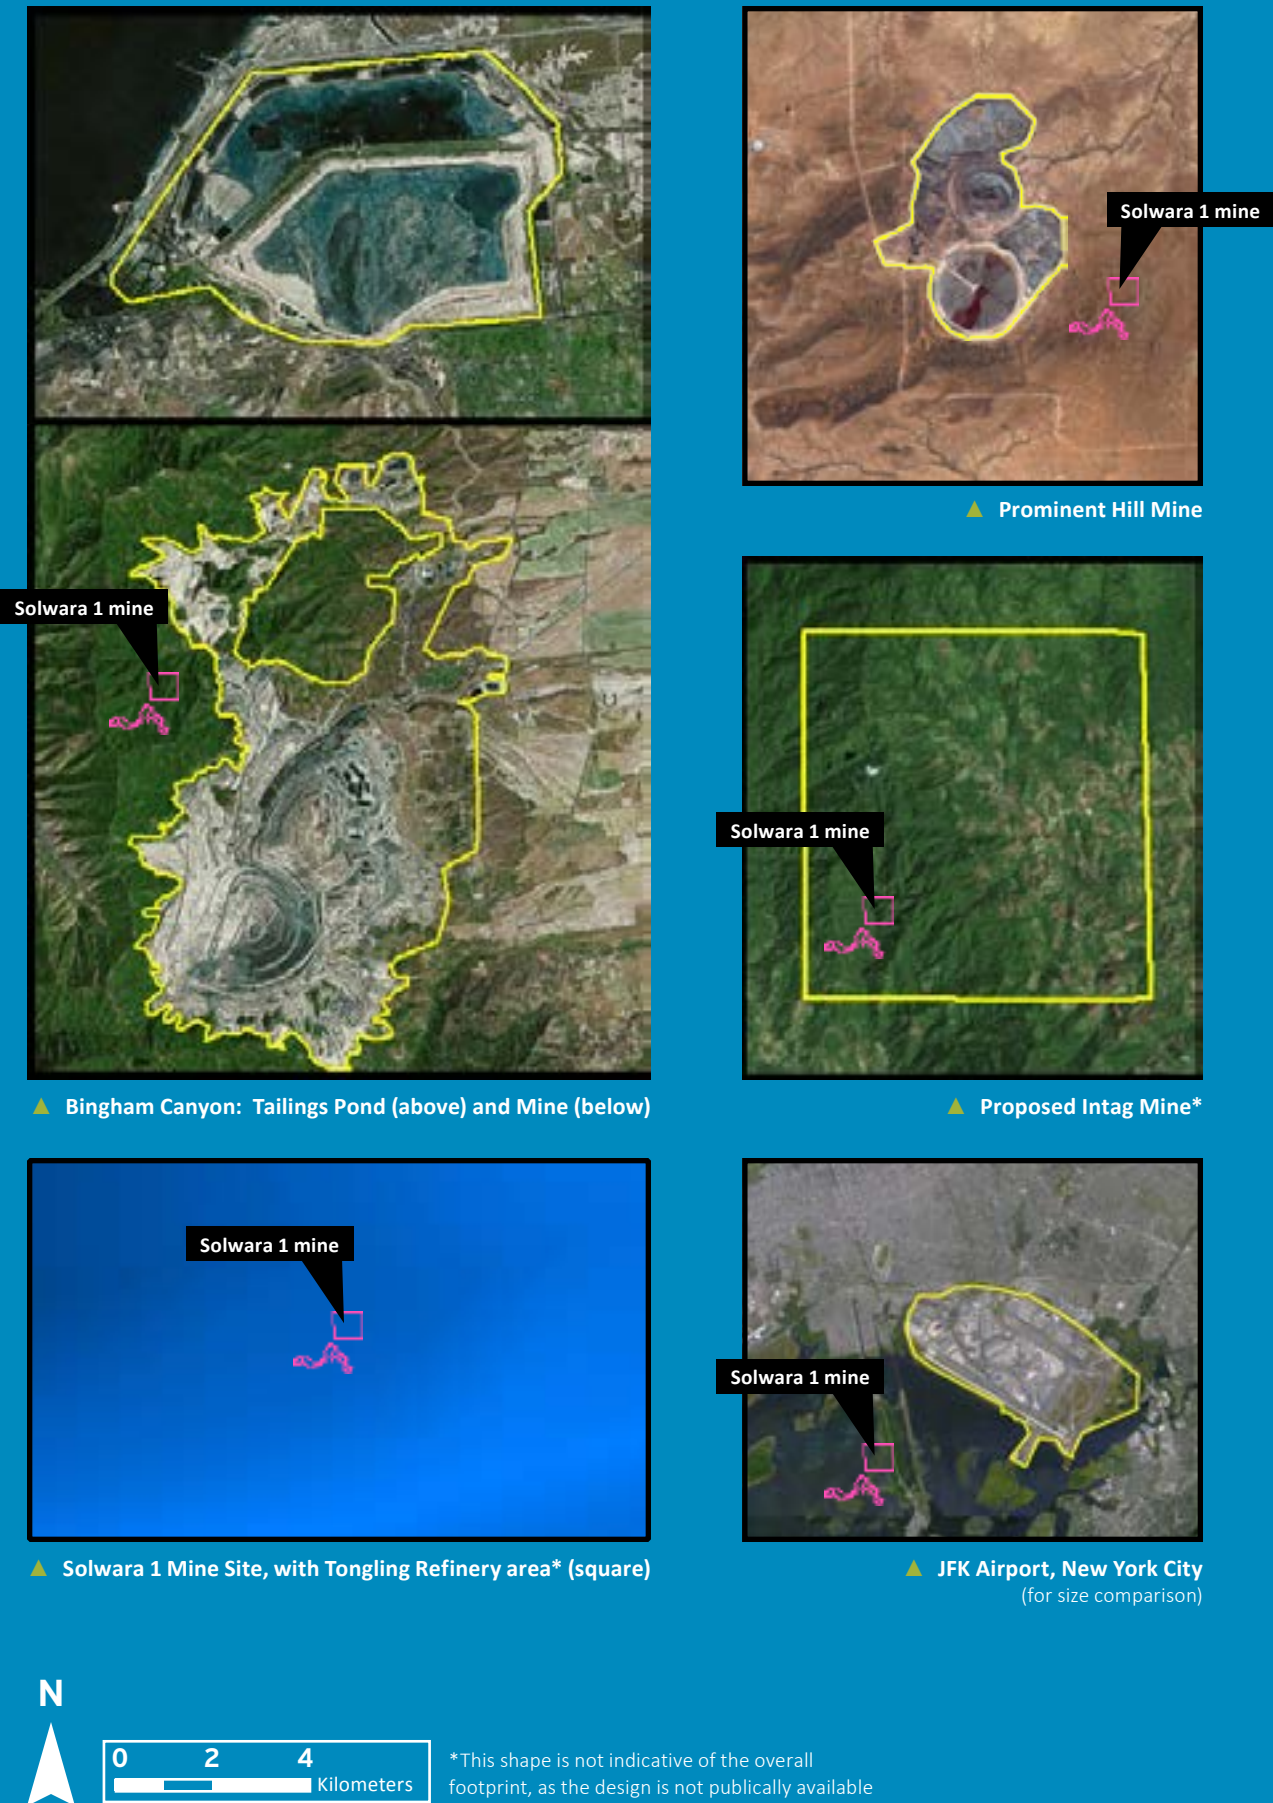 Solwara 1 mine
▲ Prominent Hill Mine
Solwara 1 mine
Solwara 1 mine
▲ Bingham Canyon: Tailings Pond (above) and Mine (below)
▲ Proposed Intag Mine*
Solwara 1 mine
Solwara 1 mine
▲ Solwara 1 Mine Site, with Tongling Refinery area* (square)
▲ JFK Airport, New York City
(for size comparison)
N
0 2 4
Kilometers
*This shape is not indicative of the overall
footprint, as the design is not publically available